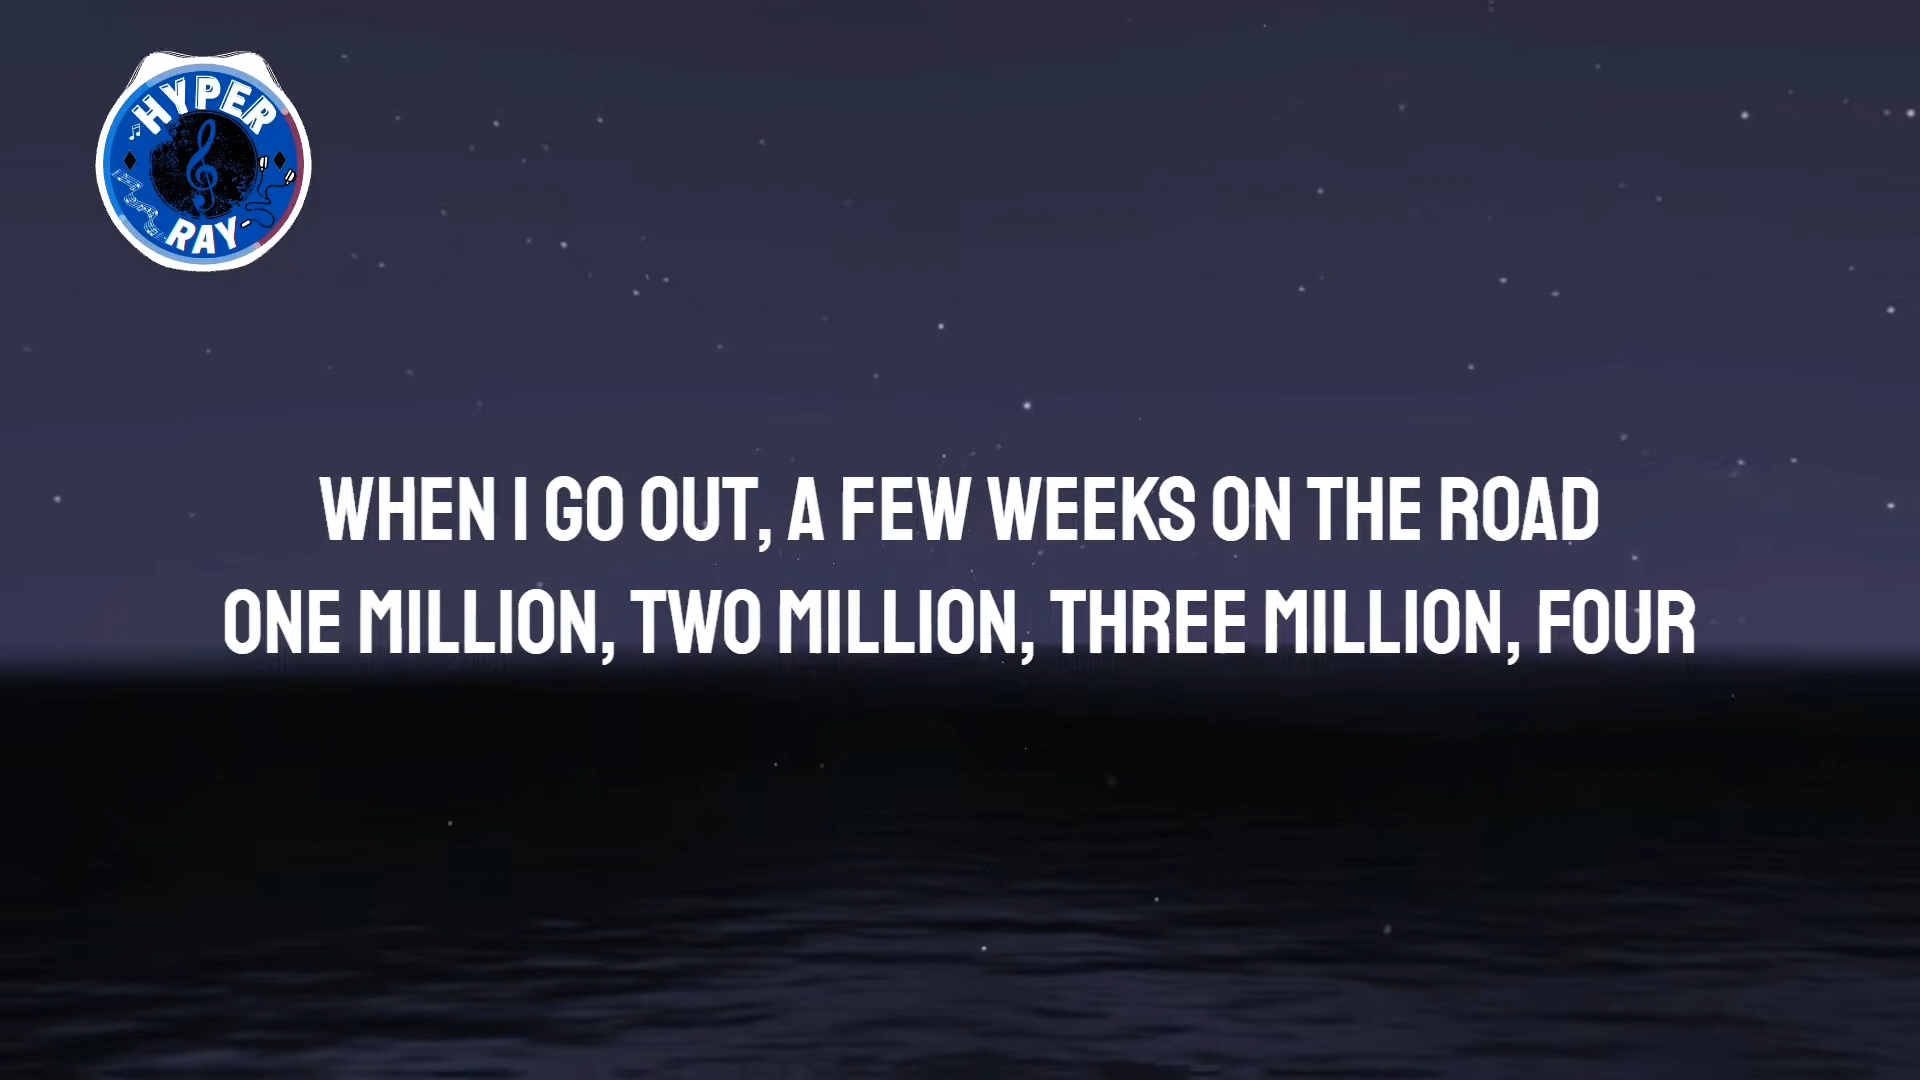 HYPER
RAY
WHEN I GO OUT, A FEW WEEKS ON THE ROAD
ONE MILLION, TWO MILLION, THREE MILLION, FOUR